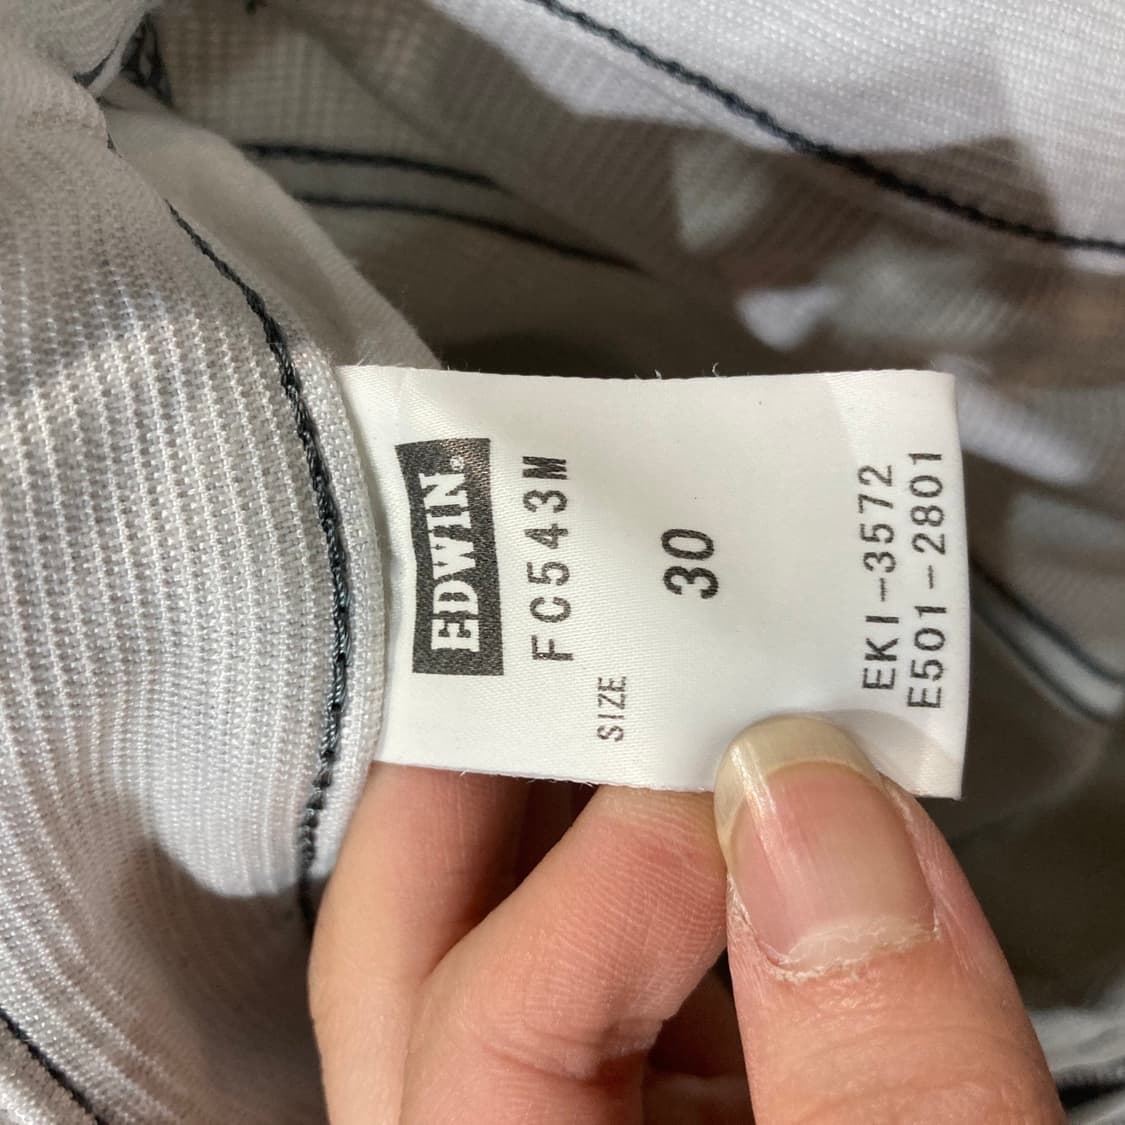 EDWIN®
FC543M
SIZE
30
EKI-3572
E501-2801